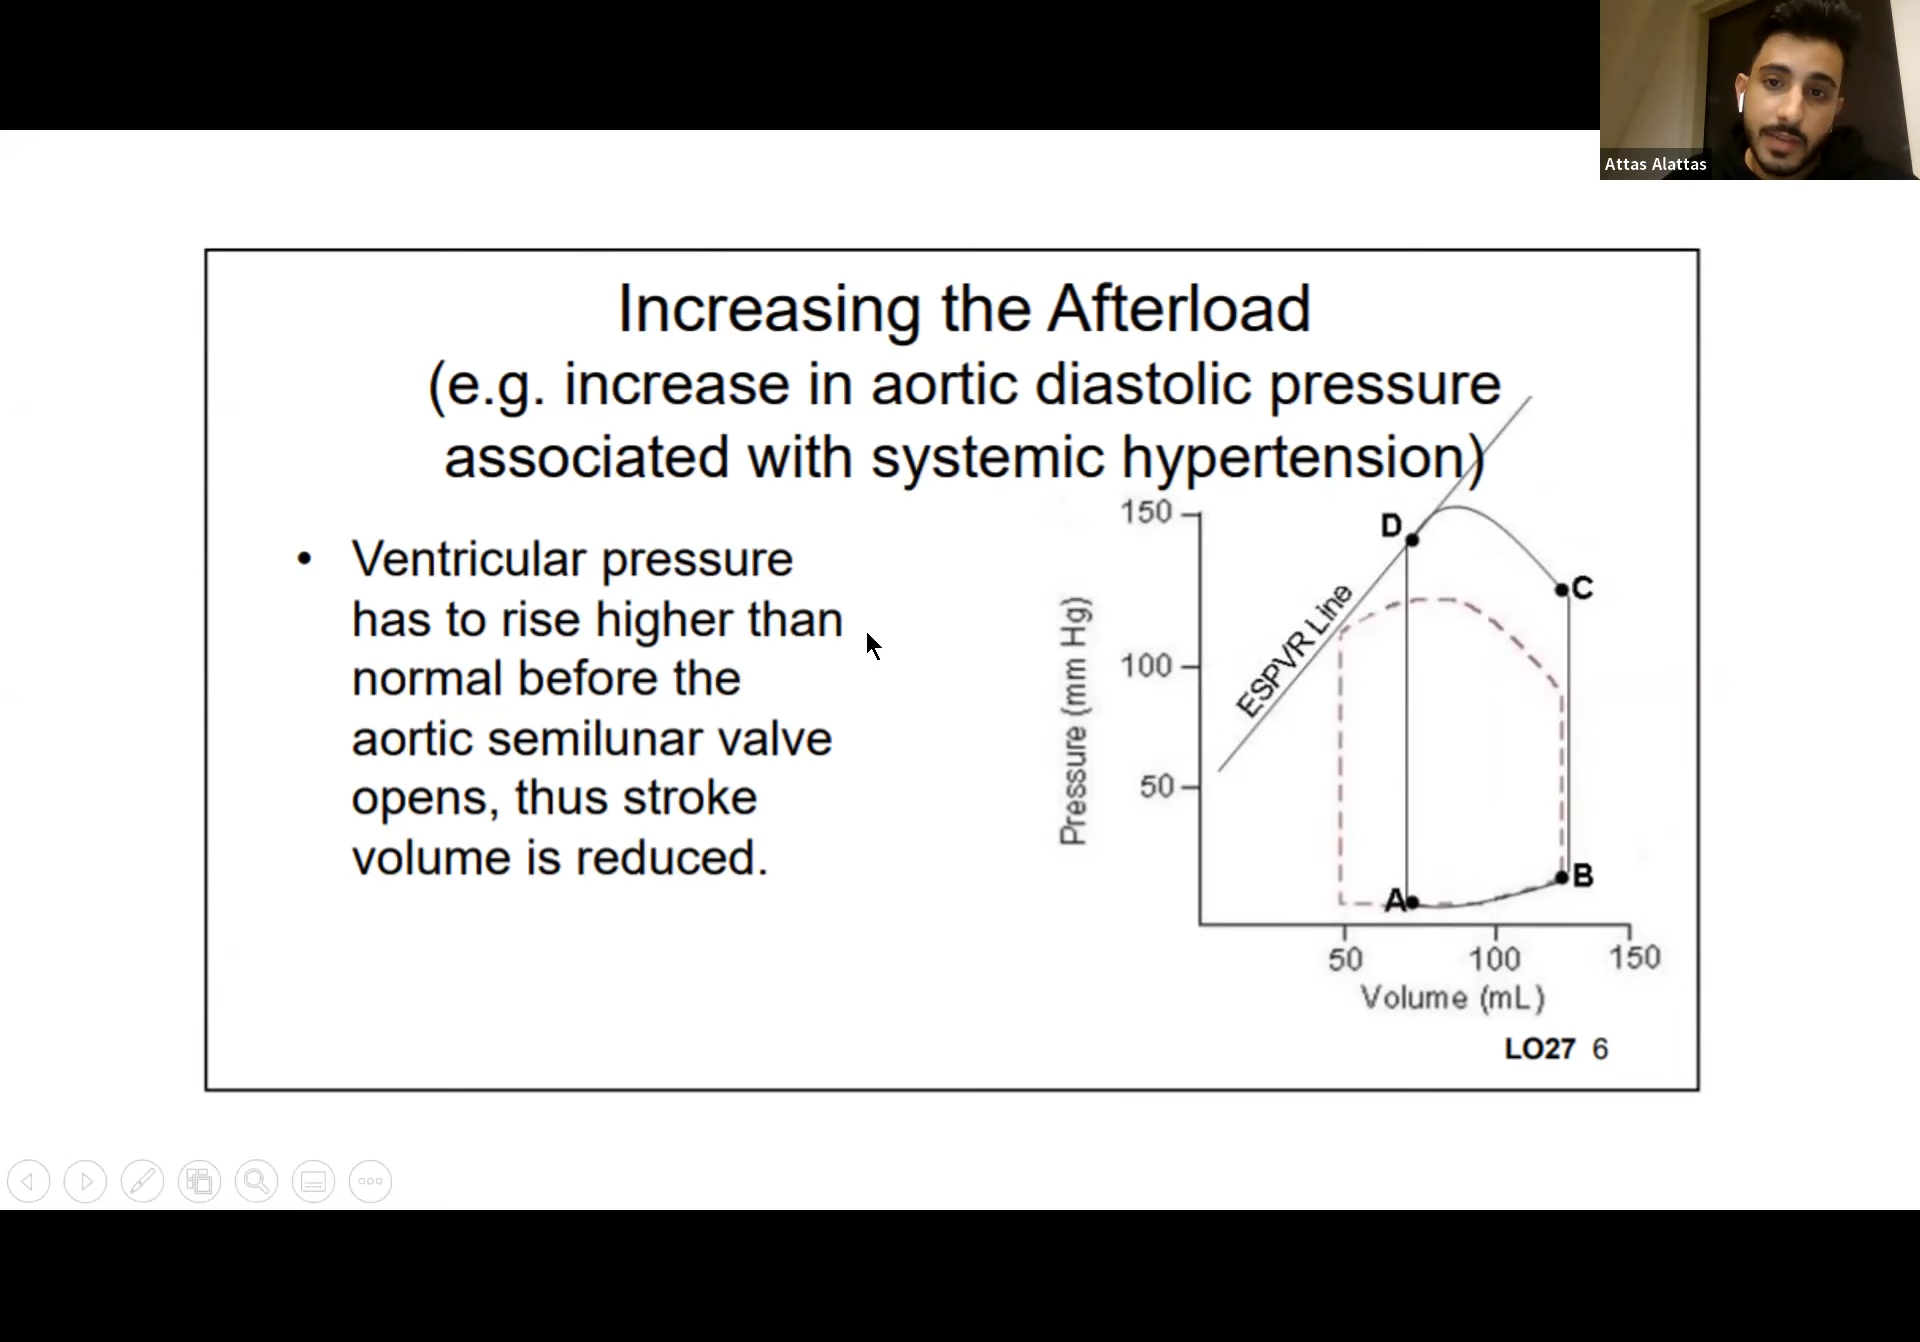 Attas Alattas
Increasing the Afterload
(e.g. increase in aortic diastolic pressure
associated with systemic hypertension)
• Ventricular pressure
has to rise higher than
normal before the
aortic semilunar valve
opens, thus stroke
volume is reduced.
Pressure (mm Hg)
150
100
50
ESPVR Line
D
C
B
A
50 100 150
Volume (mL)
LO27 6